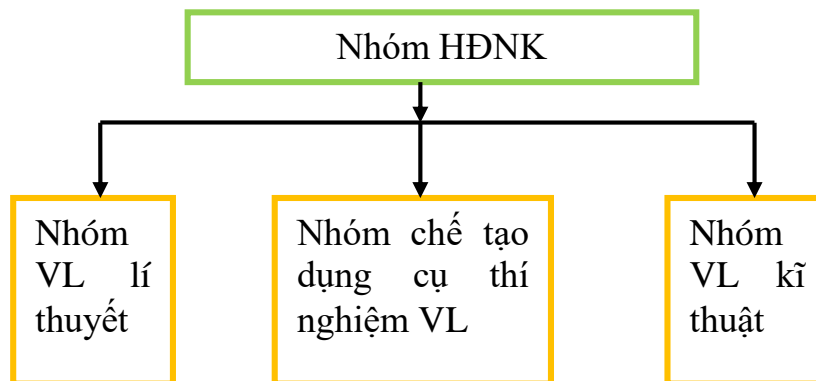 Nhóm HĐNK
Nhóm
VL lí
thuyết
Nhóm chế tạo
dụng cụ thí
nghiệm VL
Nhóm
VL kĩ
thuật